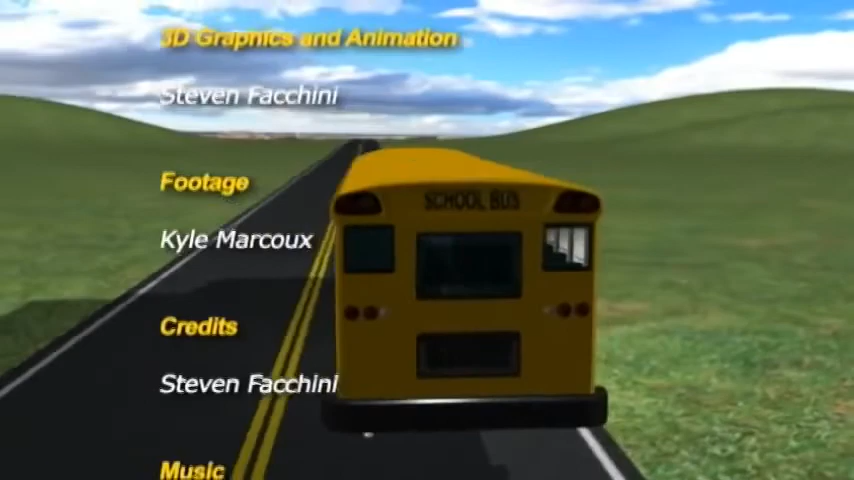 3D Graphics and Animation
Steven Facchini
Footage
SCHOOL BUS
Kyle Marcoux
Credits
Steven Facchini
Music